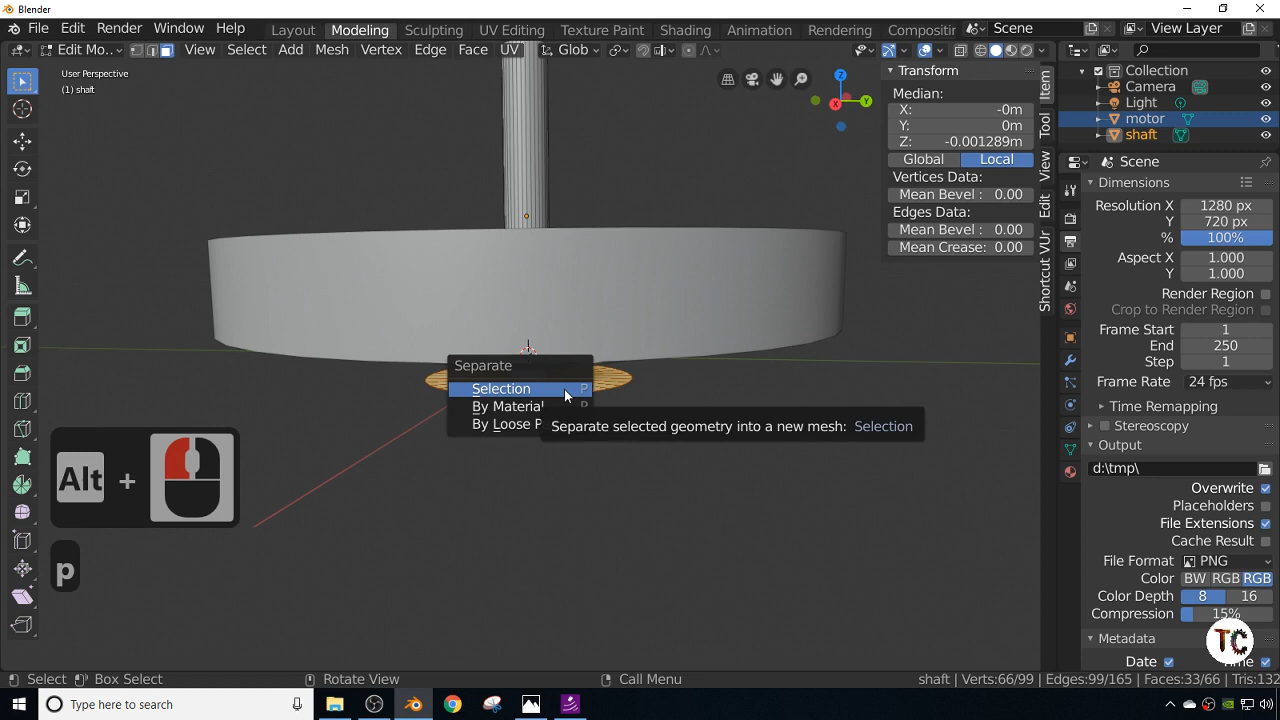 Blender
File Edit Render Window Help Layout Modeling Sculpting UV Editing Texture Paint Shading Animation Rendering Scene View Layer
Edit Mo... View Select Add Mesh Vertex Edge Face UV Glob
User Perspective
(1) shaft
Transform
Median:
X: -0m
Y: 0m
Z: -0.001289m
Global Local
Vertices Data:
Mean Bevel : 0.00
Edges Data:
Mean Bevel : 0.00
Mean Crease: 0.00
Item
Tool
View
Edit
Shortcut VUr
X
Y
Z
Collection
Camera
Light
motor
shaft
Scene
Dimensions
Resolution X 1280 px
Y 720 px
% 100%
Aspect X 1.000
Y 1.000
Render Region
Crop to Render Region
Frame Start 1
End 250
Step 1
Frame Rate 24 fps
Time Remapping
Stereoscopy
Output
d:\tmp\
Overwrite
Placeholders
File Extensions
Cache Result
File Format PNG
Color BW RGB RGB
Color Depth 8 16
Compression 15%
Metadata
Date
TC
Separate
Selection P
By Material P
By Loose P
Separate selected geometry into a new mesh: Selection
Alt +
p
Select Box Select Rotate View Call Menu shaft | Verts:66/99 | Edges:99/165 | Faces:33/66 | Tris:132
Type here to search